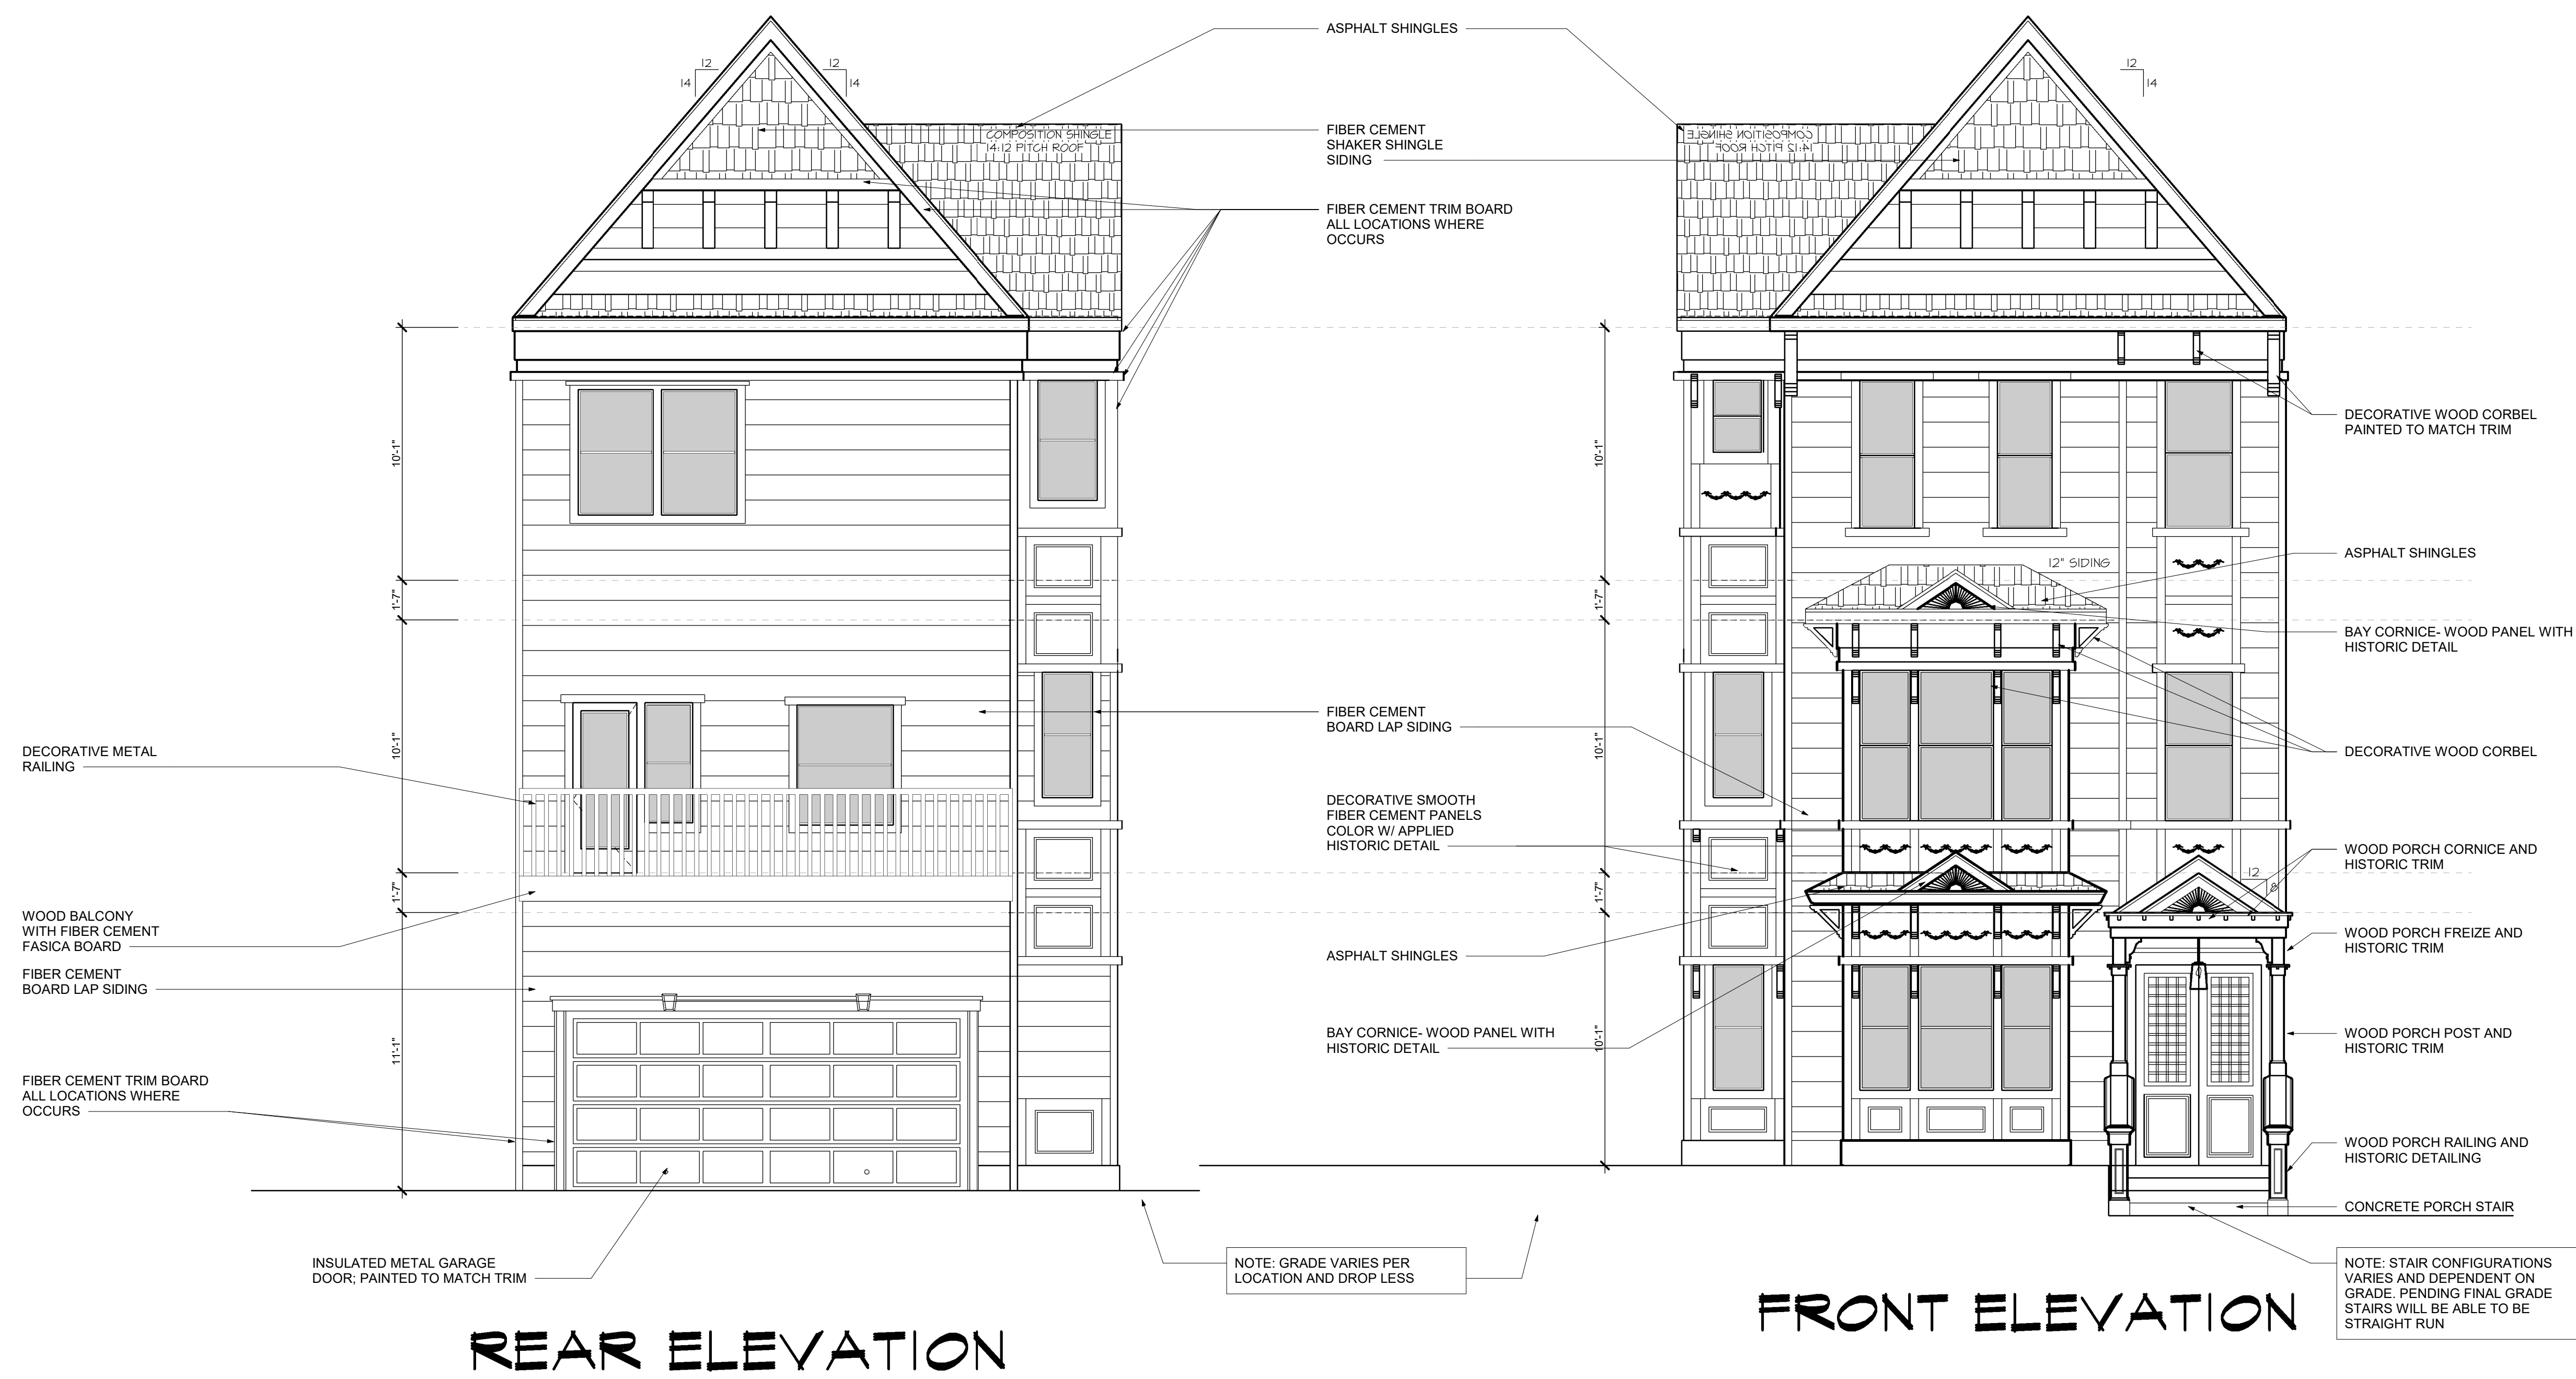 ASPHALT SHINGLES
12
14
12
14
12
14
COMPOSITION SHINGLE
14:12 PITCH ROOF
COMPOSITION SHINGLE
14:12 PITCH ROOF
FIBER CEMENT
SHAKER SHINGLE
SIDING
FIBER CEMENT TRIM BOARD
ALL LOCATIONS WHERE
OCCURS
10'-1"
1'-7"
10'-1"
1'-7"
11'-1"
10'-1"
1'-7"
10'-1"
1'-7"
10'-1"
DECORATIVE METAL
RAILING
WOOD BALCONY
WITH FIBER CEMENT
FASICA BOARD
FIBER CEMENT
BOARD LAP SIDING
FIBER CEMENT TRIM BOARD
ALL LOCATIONS WHERE
OCCURS
INSULATED METAL GARAGE
DOOR; PAINTED TO MATCH TRIM
FIBER CEMENT
BOARD LAP SIDING
DECORATIVE SMOOTH
FIBER CEMENT PANELS
COLOR W/ APPLIED
HISTORIC DETAIL
ASPHALT SHINGLES
BAY CORNICE- WOOD PANEL WITH
HISTORIC DETAIL
NOTE: GRADE VARIES PER
LOCATION AND DROP LESS
12" SIDING
12
8
DECORATIVE WOOD CORBEL
PAINTED TO MATCH TRIM
ASPHALT SHINGLES
BAY CORNICE- WOOD PANEL WITH
HISTORIC DETAIL
DECORATIVE WOOD CORBEL
WOOD PORCH CORNICE AND
HISTORIC TRIM
WOOD PORCH FREIZE AND
HISTORIC TRIM
WOOD PORCH POST AND
HISTORIC TRIM
WOOD PORCH RAILING AND
HISTORIC DETAILING
CONCRETE PORCH STAIR
NOTE: STAIR CONFIGURATIONS
VARIES AND DEPENDENT ON
GRADE. PENDING FINAL GRADE
STAIRS WILL BE ABLE TO BE
STRAIGHT RUN
REAR ELEVATION
FRONT ELEVATION